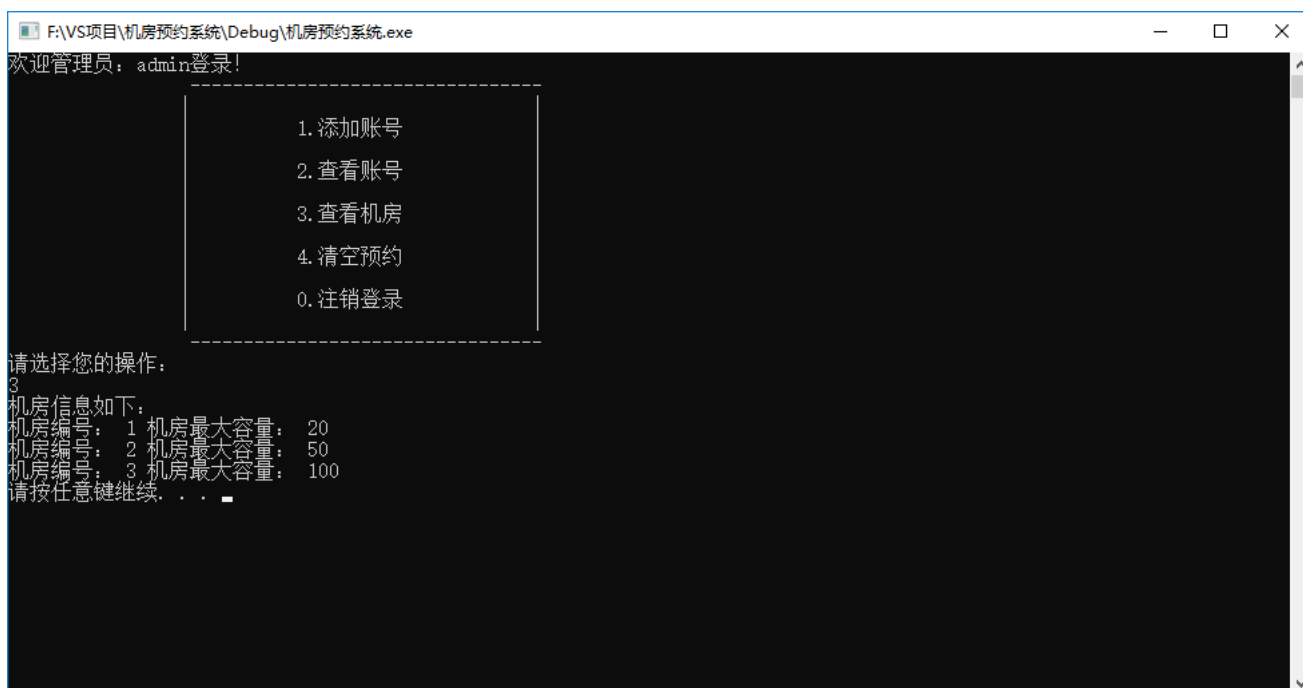 F:\VS项目\机房预约系统\Debug\机房预约系统.exe
欢迎管理员：admin登录！
---------------------------------
1.添加账号
2.查看账号
3.查看机房
4.清空预约
0.注销登录
---------------------------------
请选择您的操作：
3
机房信息如下：
机房编号： 1 机房最大容量： 20
机房编号： 2 机房最大容量： 50
机房编号： 3 机房最大容量： 100
请按任意键继续. . .